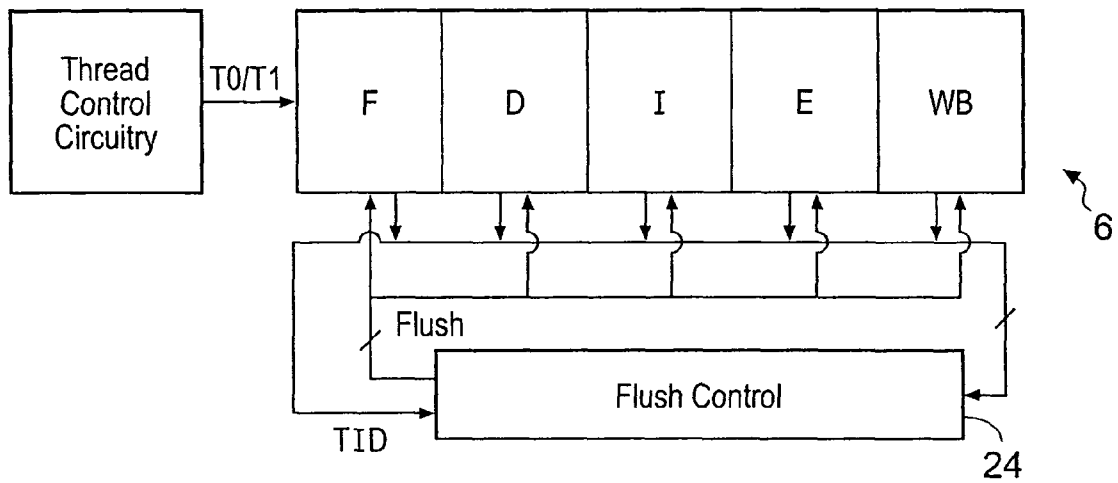 Thread
Control
Circuitry
T0/T1
F
D
I
E
WB
6
Flush
Flush Control
TID
24